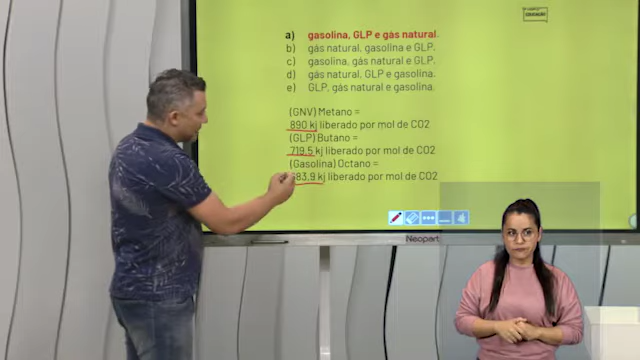 EDUCAÇÃO
a) gasolina, GLP e gás natural.
b) gás natural, gasolina e GLP.
c) gasolina, gás natural e GLP.
d) gás natural, GLP e gasolina.
e) GLP, gás natural e gasolina.
(GNV) Metano =
890 kj liberado por mol de CO2
(GLP) Butano =
719,5 kj liberado por mol de CO2
(Gasolina) Octano =
83,9 kj liberado por mol de CO2
Neopart